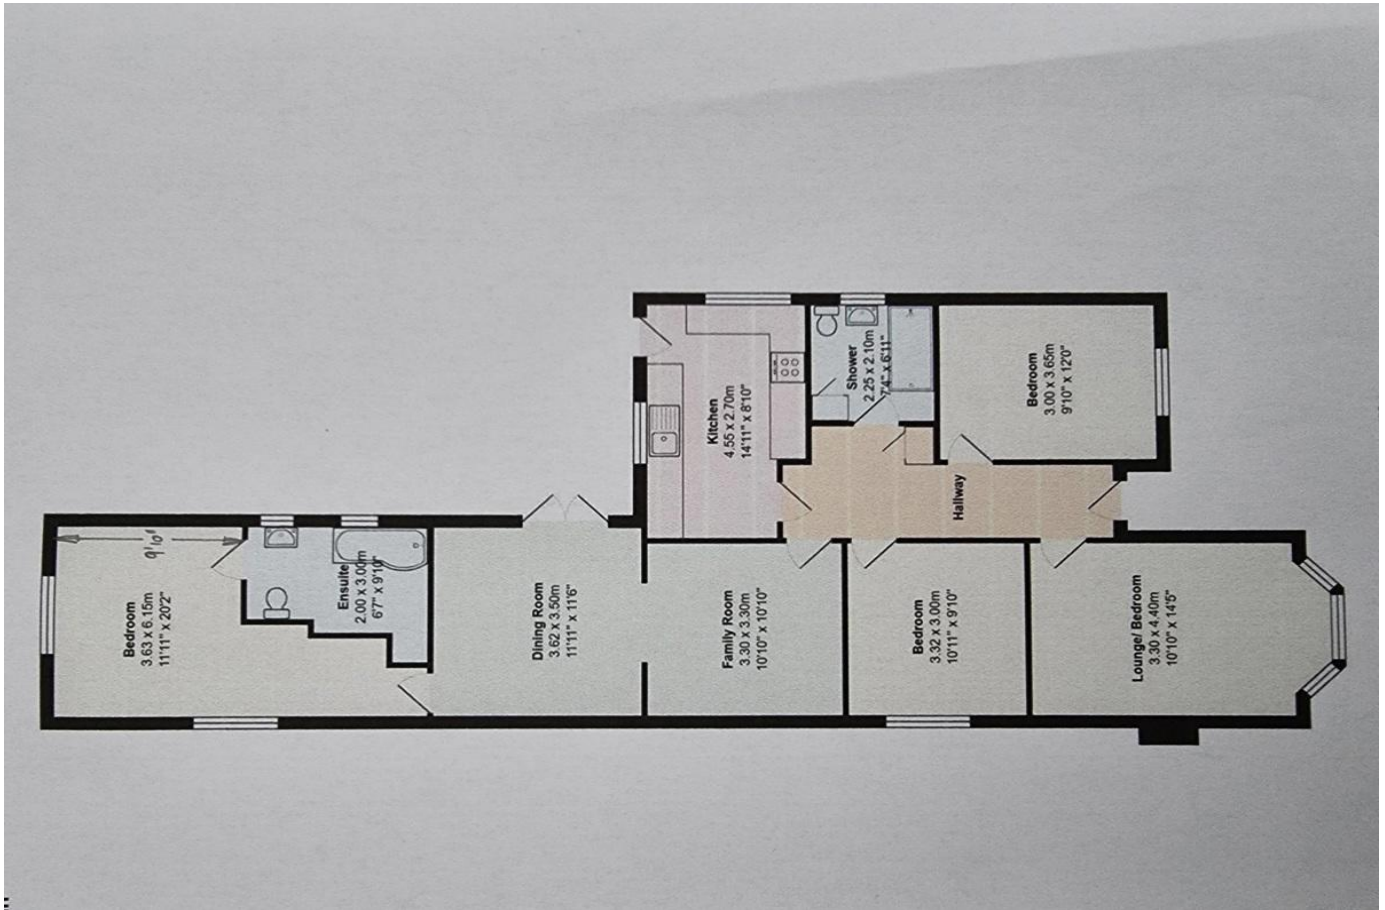 9'10"
Bedroom
3.63 x 6.15m
11'11" x 20'2"
Ensuite
2.00 x 3.00m
6'7" x 9'10"
Dining Room
3.62 x 3.50m
11'11" x 11'6"
Kitchen
4.55 x 2.70m
14'11" x 8'10"
Family Room
3.30 x 3.30m
10'10" x 10'10"
Shower
2.25 x 2.10m
7'4" x 6'11"
Hallway
Bedroom
3.32 x 3.00m
10'11" x 9'10"
Bedroom
3.00 x 3.65m
9'10" x 12'0"
Lounge/ Bedroom
3.30 x 4.40m
10'10" x 14'5"